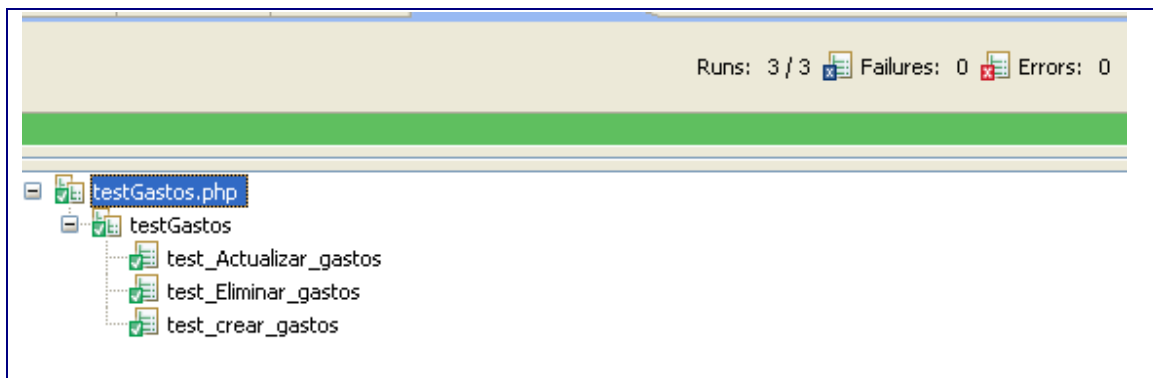 Runs: 3 / 3 Failures: 0 Errors: 0
testGastos.php
testGastos
test_Actualizar_gastos
test_Eliminar_gastos
test_crear_gastos